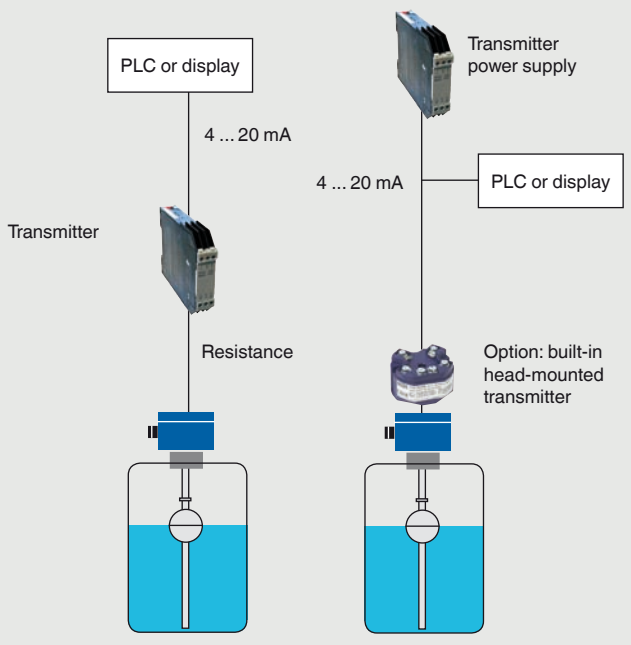 PLC or display
4 ... 20 mA
Transmitter
Resistance
Transmitter
power supply
4 ... 20 mA
PLC or display
Option: built-in
head-mounted
transmitter